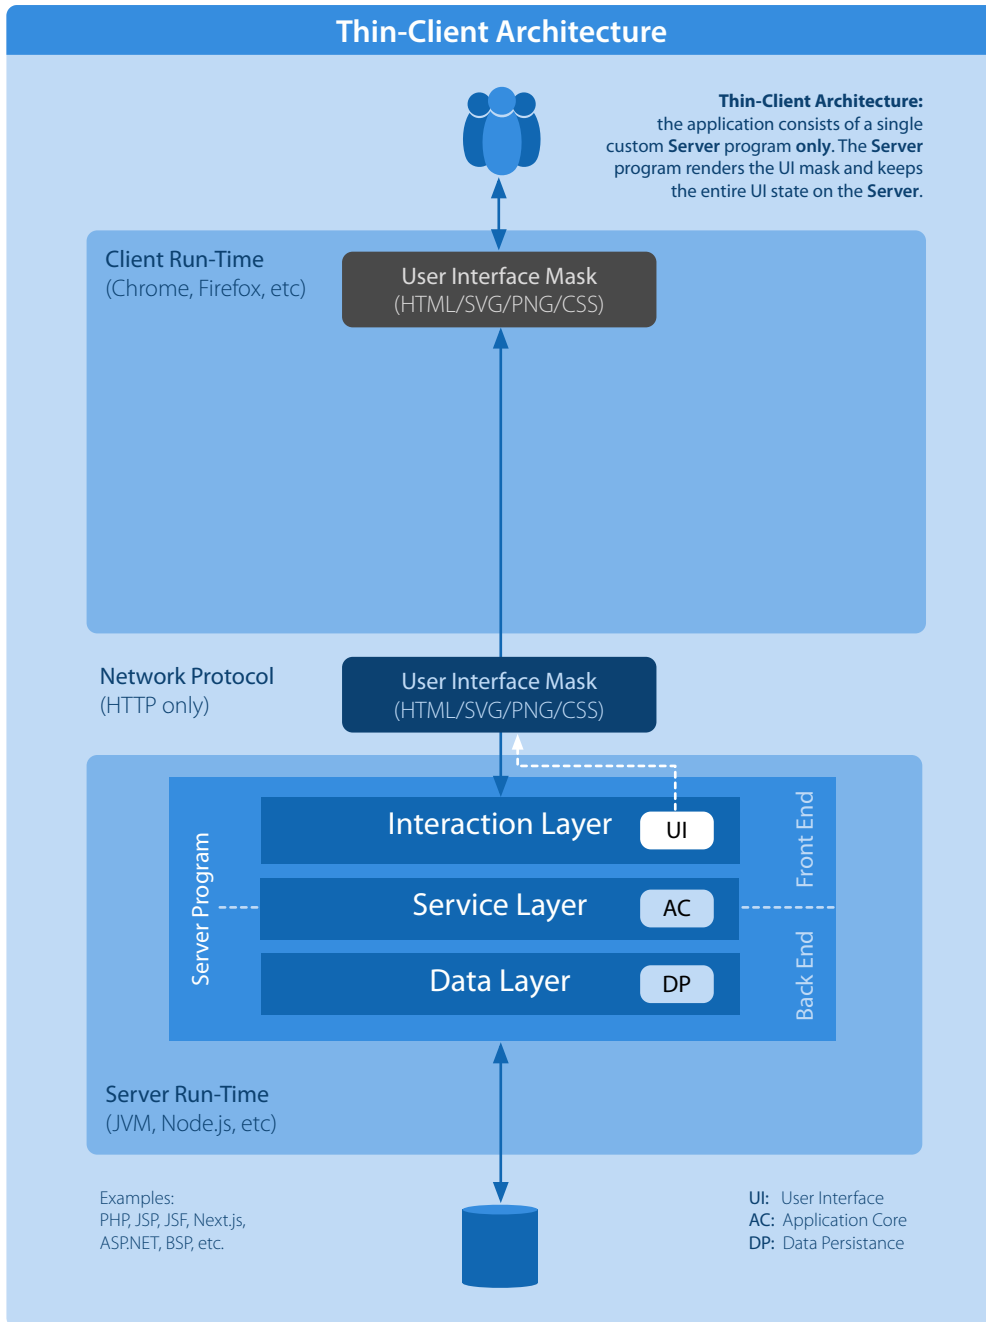 Thin-Client Architecture
Thin-Client Architecture:
the application consists of a single
custom Server program only. The Server
program renders the UI mask and keeps
the entire UI state on the Server.
Client Run-Time
(Chrome, Firefox, etc)
User Interface Mask
(HTML/SVG/PNG/CSS)
Network Protocol
(HTTP only)
User Interface Mask
(HTML/SVG/PNG/CSS)
Server Program
Interaction Layer
UI
Front End
Service Layer
AC
Data Layer
DP
Back End
Server Run-Time
(JVM, Node.js, etc)
Examples:
PHP, JSP, JSF, Next.js,
ASP.NET, BSP, etc.
UI: User Interface
AC: Application Core
DP: Data Persistance